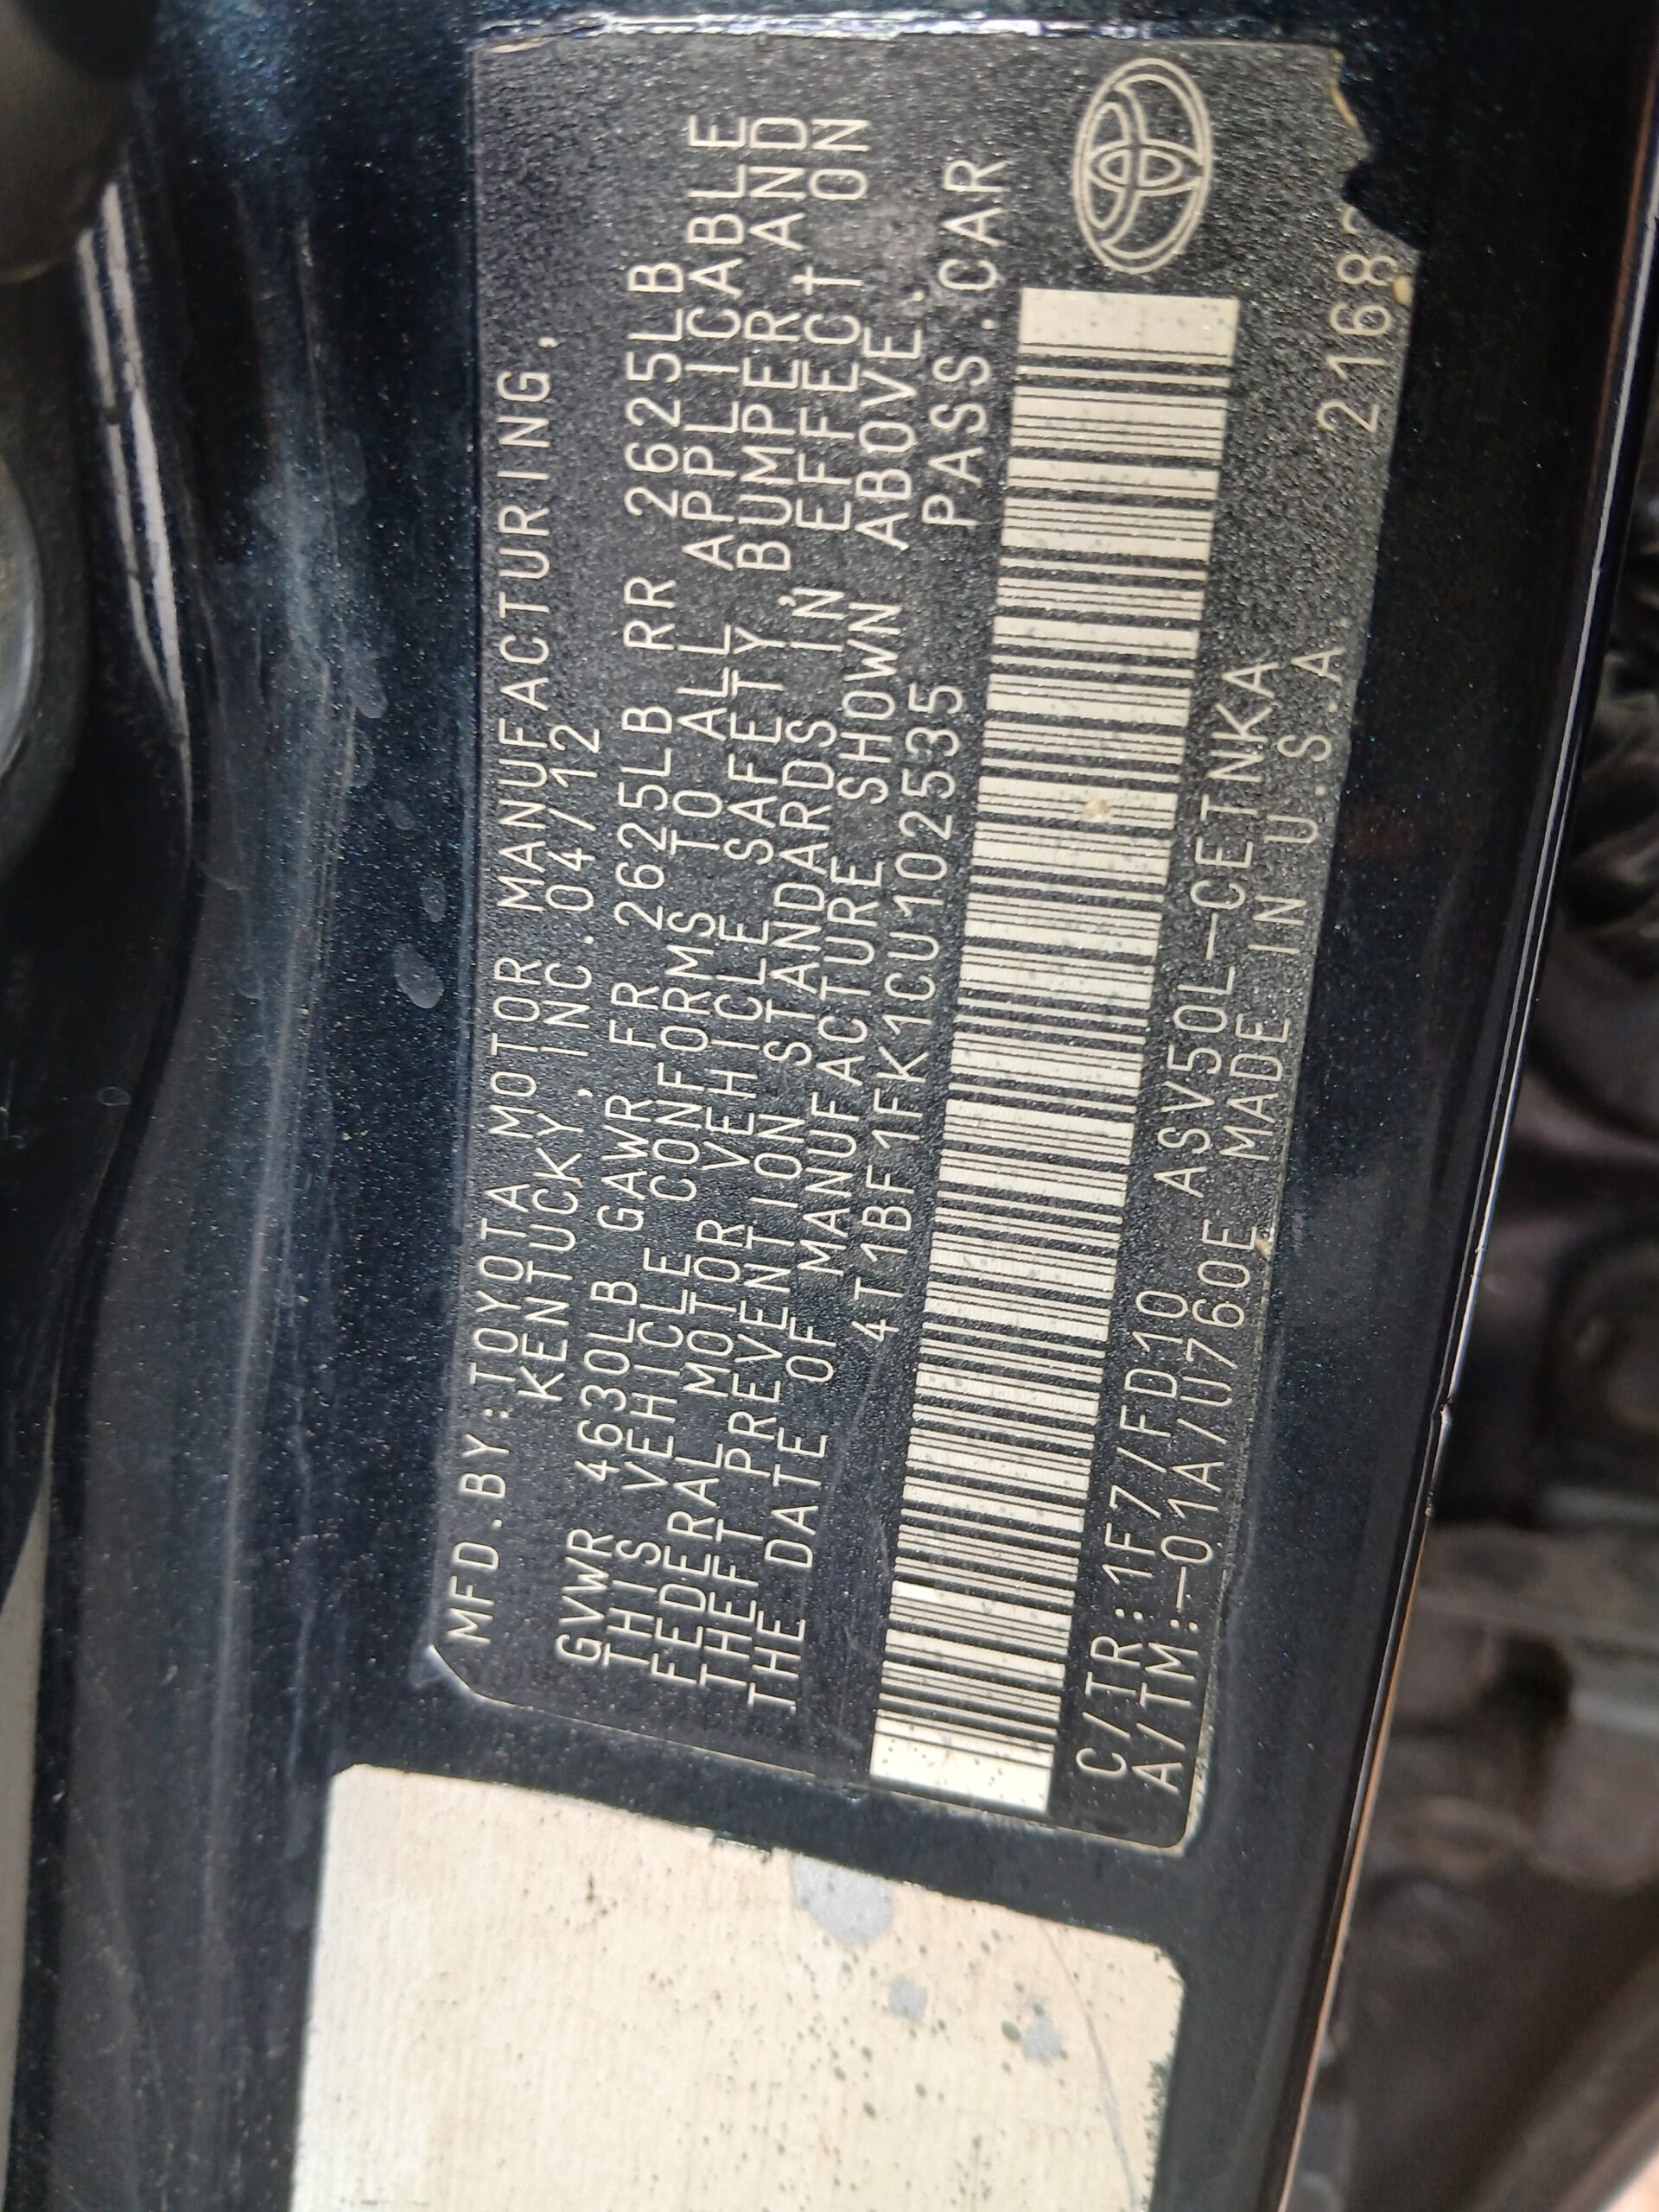 MFD.BY:TOYOTA MOTOR MANUFACTURING,
KENTUCKY, INC. 04/12
GVWR 4630LB GAWR FR 2625LB RR 2625LB
THIS VEHICLE CONFORMS TO ALL APPLICABLE
FEDERAL MOTOR VEHICLE SAFETY BUMPER AND
THEFT PREVENTION STANDARDS IN EFFECT ON
THE DATE OF MANUFACTURE SHOWN ABOVE.
4T1BF1FK1CU102535 PASS.CAR
C/TR:1F7/FD10 ASV50L-CETNKA
A/TM:-01A/U760E MADE IN U.S.A.